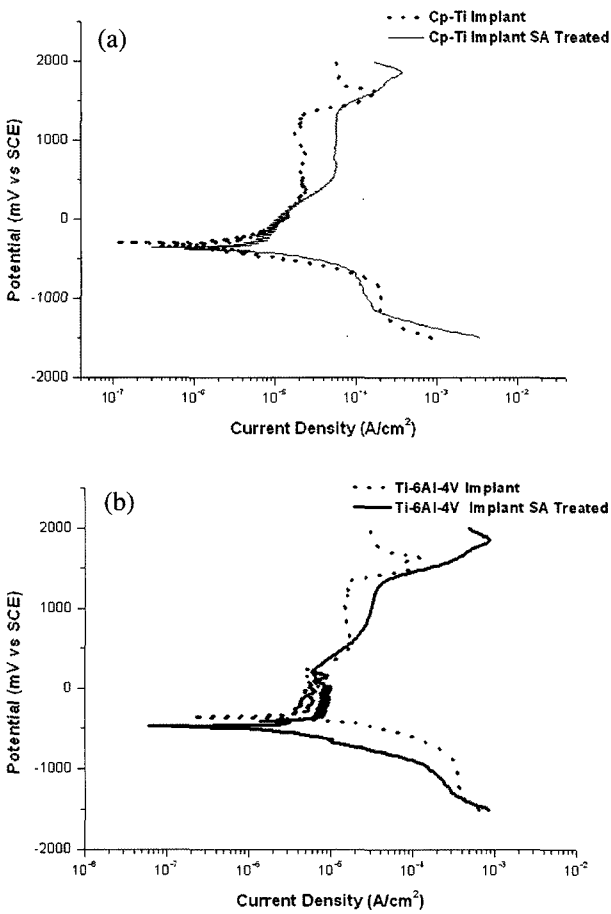 (a)
Cp-Ti Implant
Cp-Ti Implant SA Treated
2000
1000
0
-1000
-2000
Potential (mV vs SCE)
10⁻⁷ 10⁻⁶ 10⁻⁵ 10⁻⁴ 10⁻³ 10⁻²
Current Density (A/cm²)
(b)
Ti-6Al-4V Implant
Ti-6Al-4V Implant SA Treated
2000
1000
0
-1000
-2000
Potential (mV vs SCE)
10⁻⁸ 10⁻⁷ 10⁻⁶ 10⁻⁵ 10⁻⁴ 10⁻³ 10⁻²
Current Density (A/cm²)